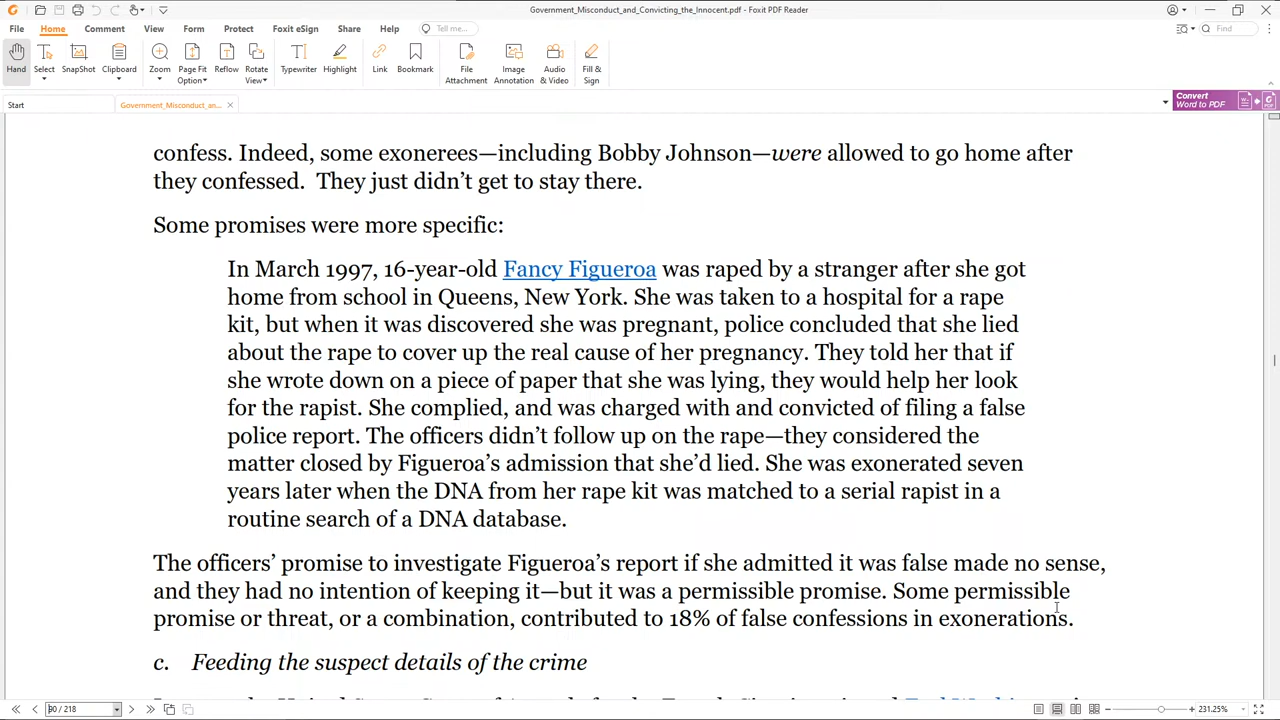 Government_Misconduct_and_Convicting_the_Innocent.pdf - Foxit PDF Reader
File Home Comment View Form Protect Foxit eSign Share Help Tell me... Find
Hand Select SnapShot Clipboard Zoom Page Fit Option Reflow Rotate View Typewriter Highlight Link Bookmark File Attachment Image Annotation Audio & Video Fill & Sign
Start Government_Misconduct_an...
Convert
Word to PDF
confess. Indeed, some exonerees—including Bobby Johnson—were allowed to go home after
they confessed.  They just didn’t get to stay there.
Some promises were more specific:
In March 1997, 16-year-old Fancy Figueroa was raped by a stranger after she got
home from school in Queens, New York. She was taken to a hospital for a rape
kit, but when it was discovered she was pregnant, police concluded that she lied
about the rape to cover up the real cause of her pregnancy. They told her that if
she wrote down on a piece of paper that she was lying, they would help her look
for the rapist. She complied, and was charged with and convicted of filing a false
police report. The officers didn’t follow up on the rape—they considered the
matter closed by Figueroa’s admission that she’d lied. She was exonerated seven
years later when the DNA from her rape kit was matched to a serial rapist in a
routine search of a DNA database.
The officers’ promise to investigate Figueroa’s report if she admitted it was false made no sense,
and they had no intention of keeping it—but it was a permissible promise. Some permissible
promise or threat, or a combination, contributed to 18% of false confessions in exonerations.
c. Feeding the suspect details of the crime
/ 218
231.25%